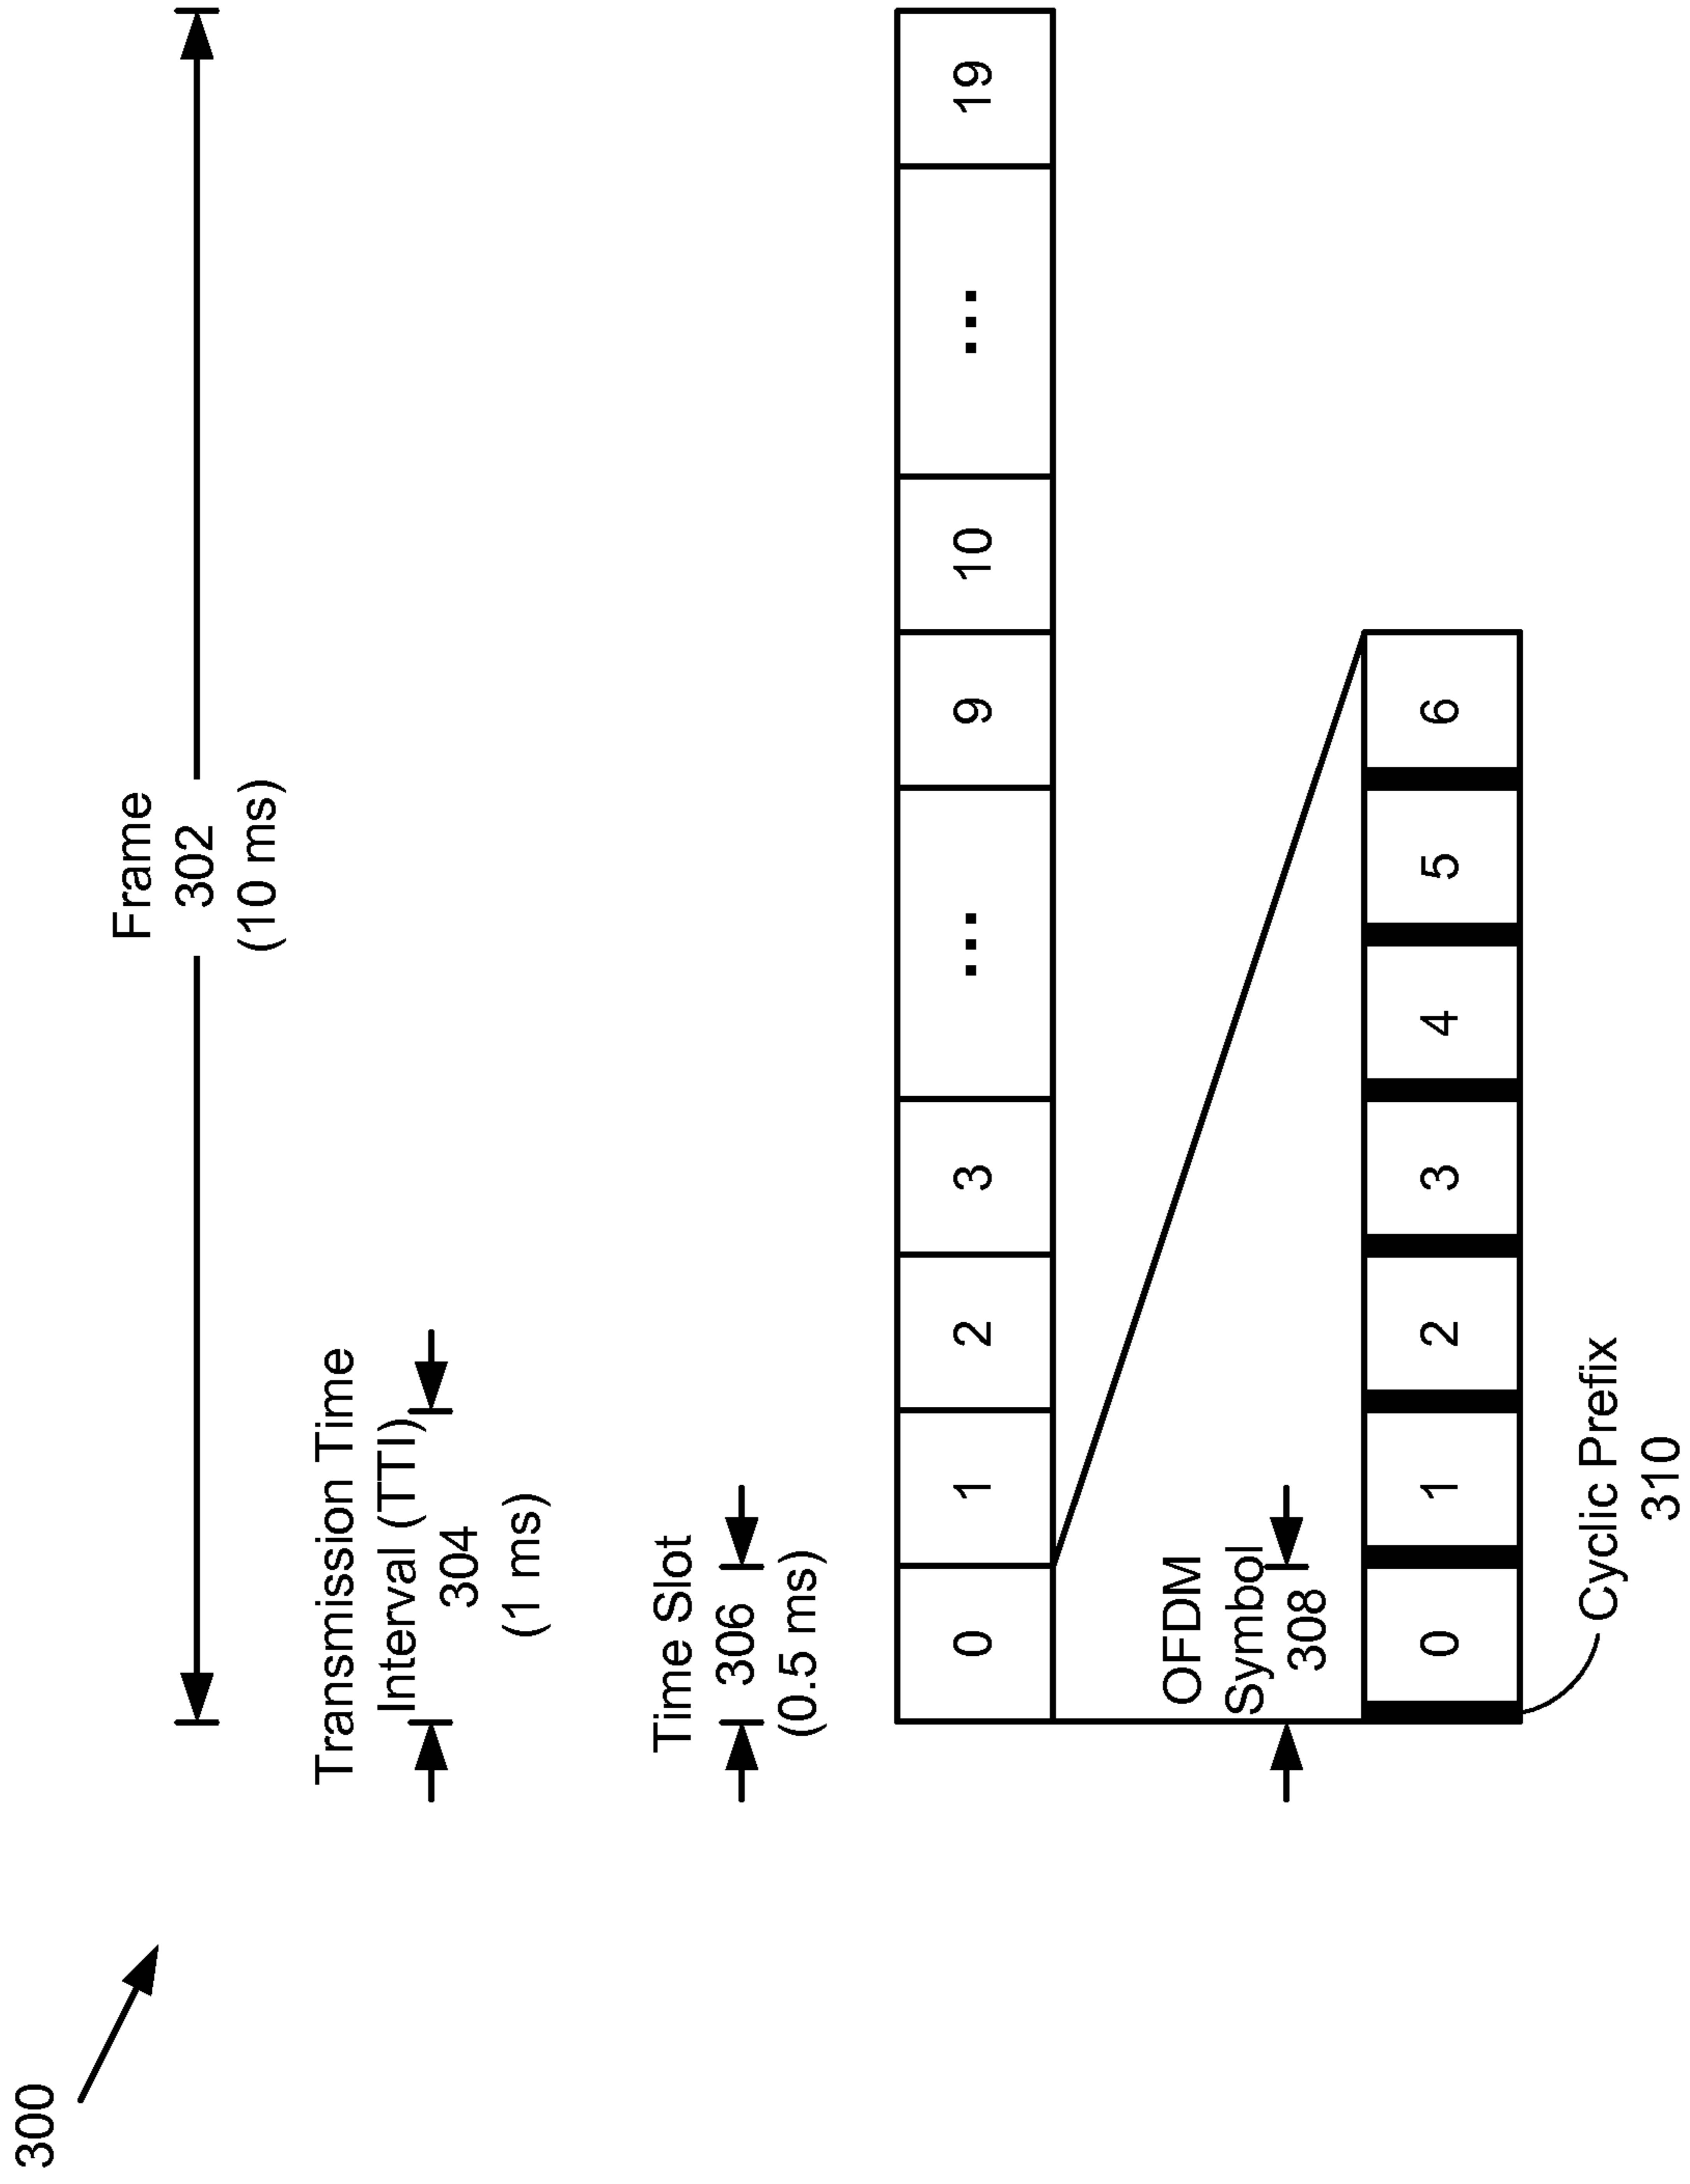 300
Frame
302
(10 ms)
Transmission Time
Interval (TTI)
304
(1 ms)
Time Slot
306
(0.5 ms)
0 1 2 3 ... 9 10 ... 19
OFDM
Symbol
308
0 1 2 3 4 5 6
Cyclic Prefix
310